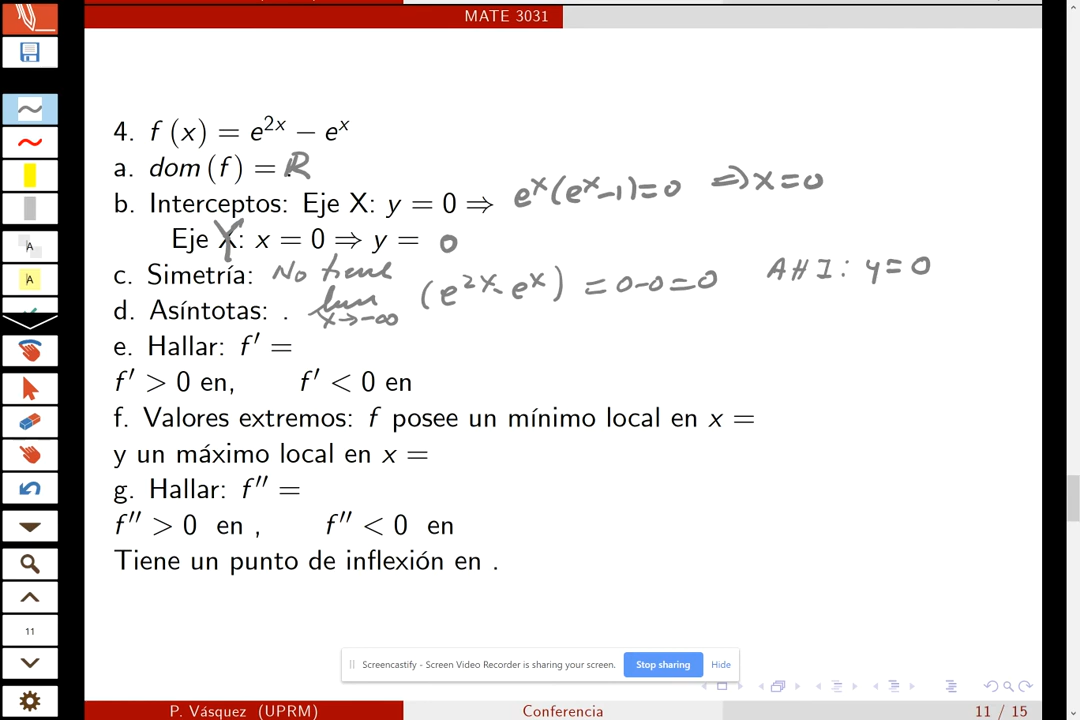 MATE 3031
4. f (x) = e^{2x} − e^x
a. dom (f) = ℝ
b. Interceptos: Eje X: y = 0 ⇒ e^x(e^x-1)=0 ⇒ x=0
Eje Y: x = 0 ⇒ y = 0
c. Simetría: No tiene
d. Asíntotas: . lim x→-∞ (e^{2x}-e^x) = 0-0=0 AHI: y=0
e. Hallar: f′ =
f′ > 0 en, f′ < 0 en
f. Valores extremos: f posee un mínimo local en x =
y un máximo local en x =
g. Hallar: f″ =
f″ > 0 en , f″ < 0 en
Tiene un punto de inflexión en .
Screencastify - Screen Video Recorder is sharing your screen. Stop sharing Hide
A
A
11
P. Vásquez (UPRM) Conferencia 11 / 15